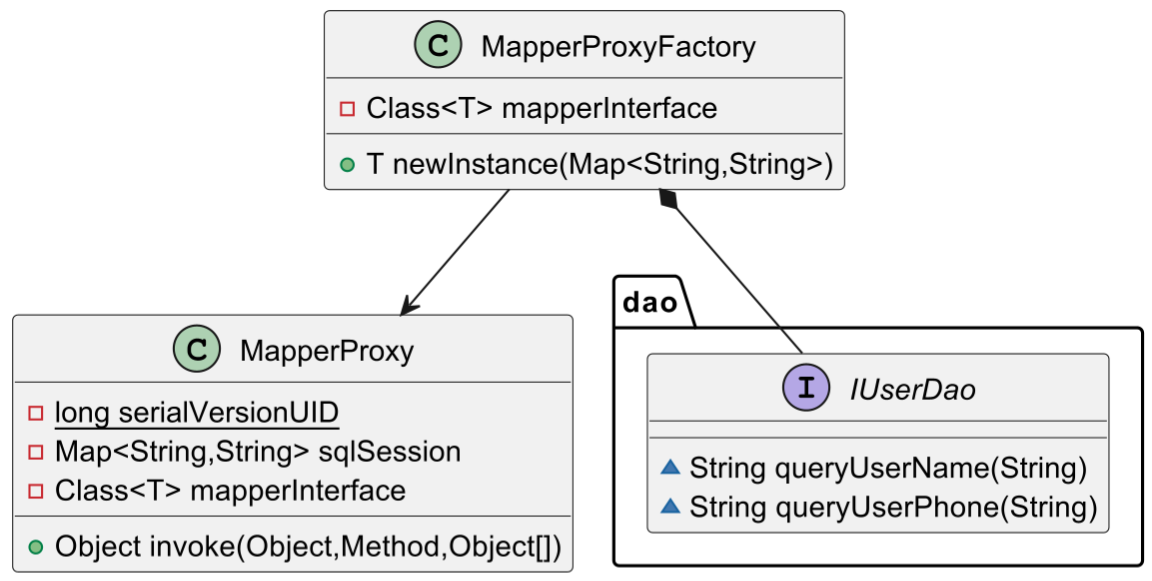 C MapperProxyFactory
Class<T> mapperInterface
T newInstance(Map<String,String>)
C MapperProxy
long serialVersionUID
Map<String,String> sqlSession
Class<T> mapperInterface
Object invoke(Object,Method,Object[])
dao
I IUserDao
String queryUserName(String)
String queryUserPhone(String)